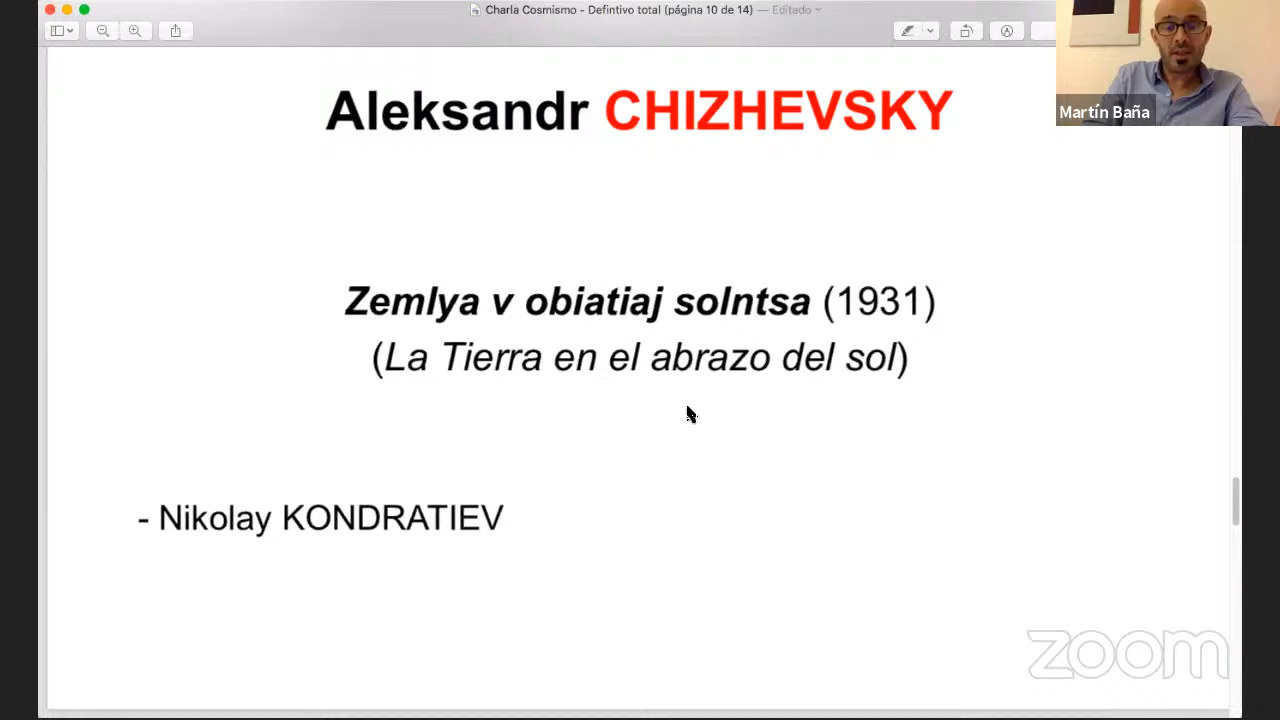 Charla Cosmismo - Defintivo total (página 10 de 14) — Editado
Martín Baña
Aleksandr CHIZHEVSKY
Zemlya v obiatiaj solntsa (1931)
(La Tierra en el abrazo del sol)
- Nikolay KONDRATIEV
zoom